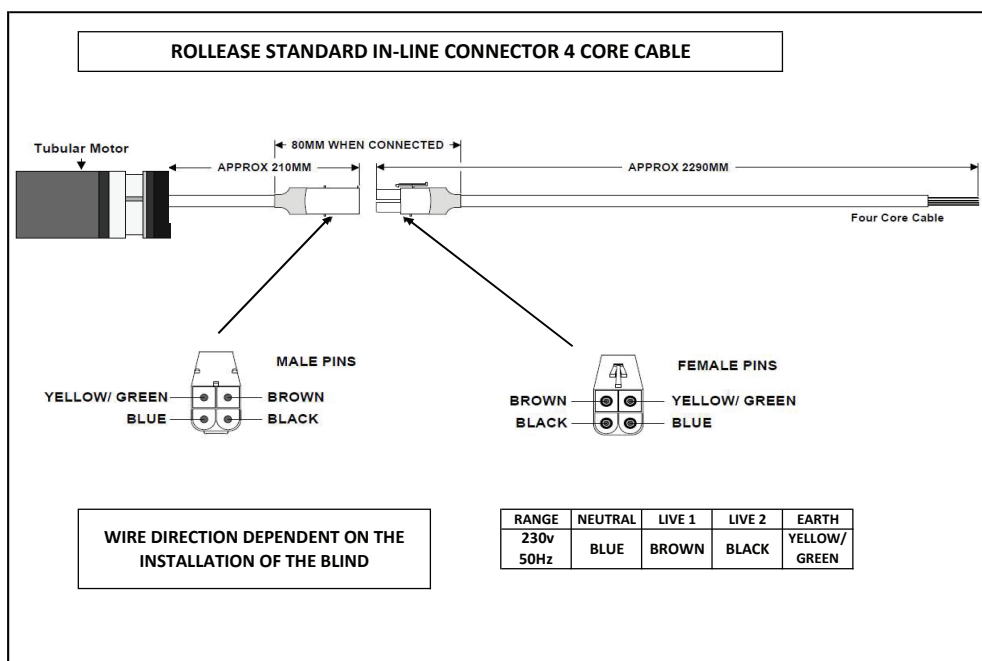 ROLLEASE STANDARD IN-LINE CONNECTOR 4 CORE CABLE
80MM WHEN CONNECTED
Tubular Motor
APPROX 210MM
APPROX 2290MM
Four Core Cable
MALE PINS
YELLOW/ GREEN
BROWN
BLUE
BLACK
FEMALE PINS
BROWN
YELLOW/ GREEN
BLACK
BLUE
WIRE DIRECTION DEPENDENT ON THE
INSTALLATION OF THE BLIND
RANGE NEUTRAL LIVE 1 LIVE 2 EARTH
230v 50Hz BLUE BROWN BLACK YELLOW/ GREEN